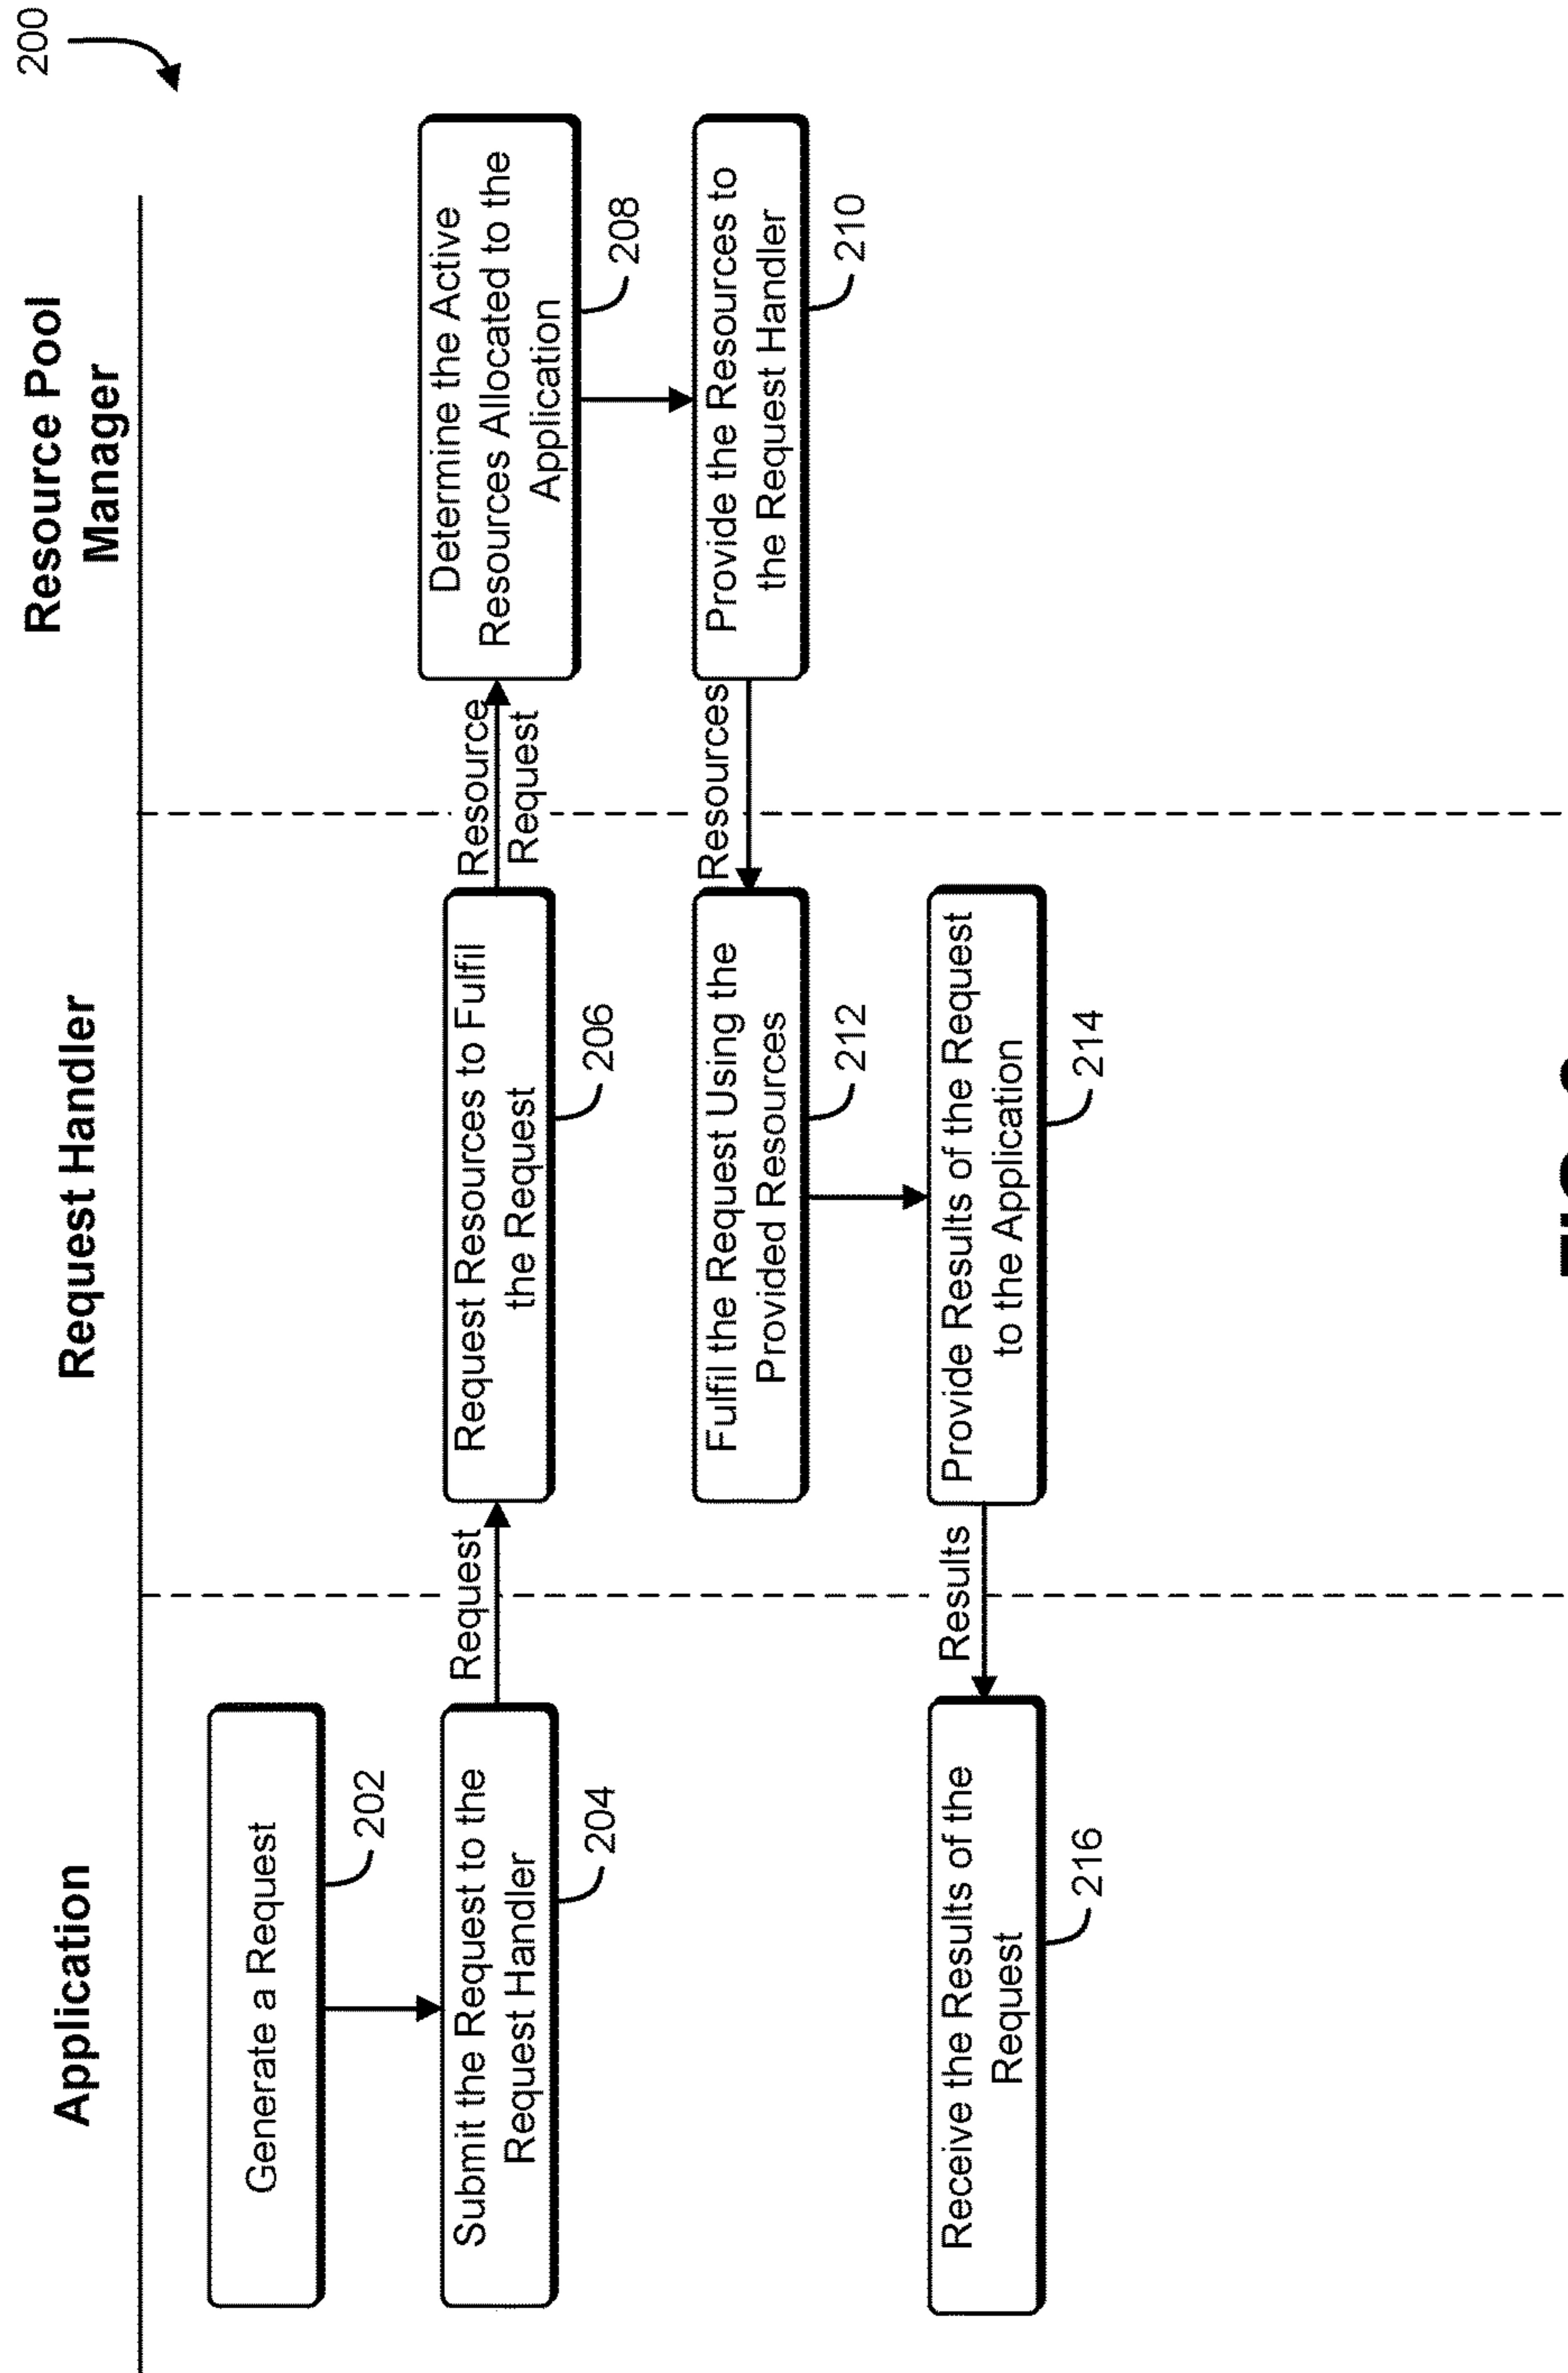 200
Application
Request Handler
Resource Pool
Manager
Generate a Request
202
Submit the Request to the
Request Handler
204
Request
Request Resources to Fulfil
the Request
206
Resource
Request
Determine the Active
Resources Allocated to the
Application
208
Provide the Resources to
the Request Handler
210
Resources
Fulfil the Request Using the
Provided Resources
212
Provide Results of the Request
to the Application
214
Results
Receive the Results of the
Request
216